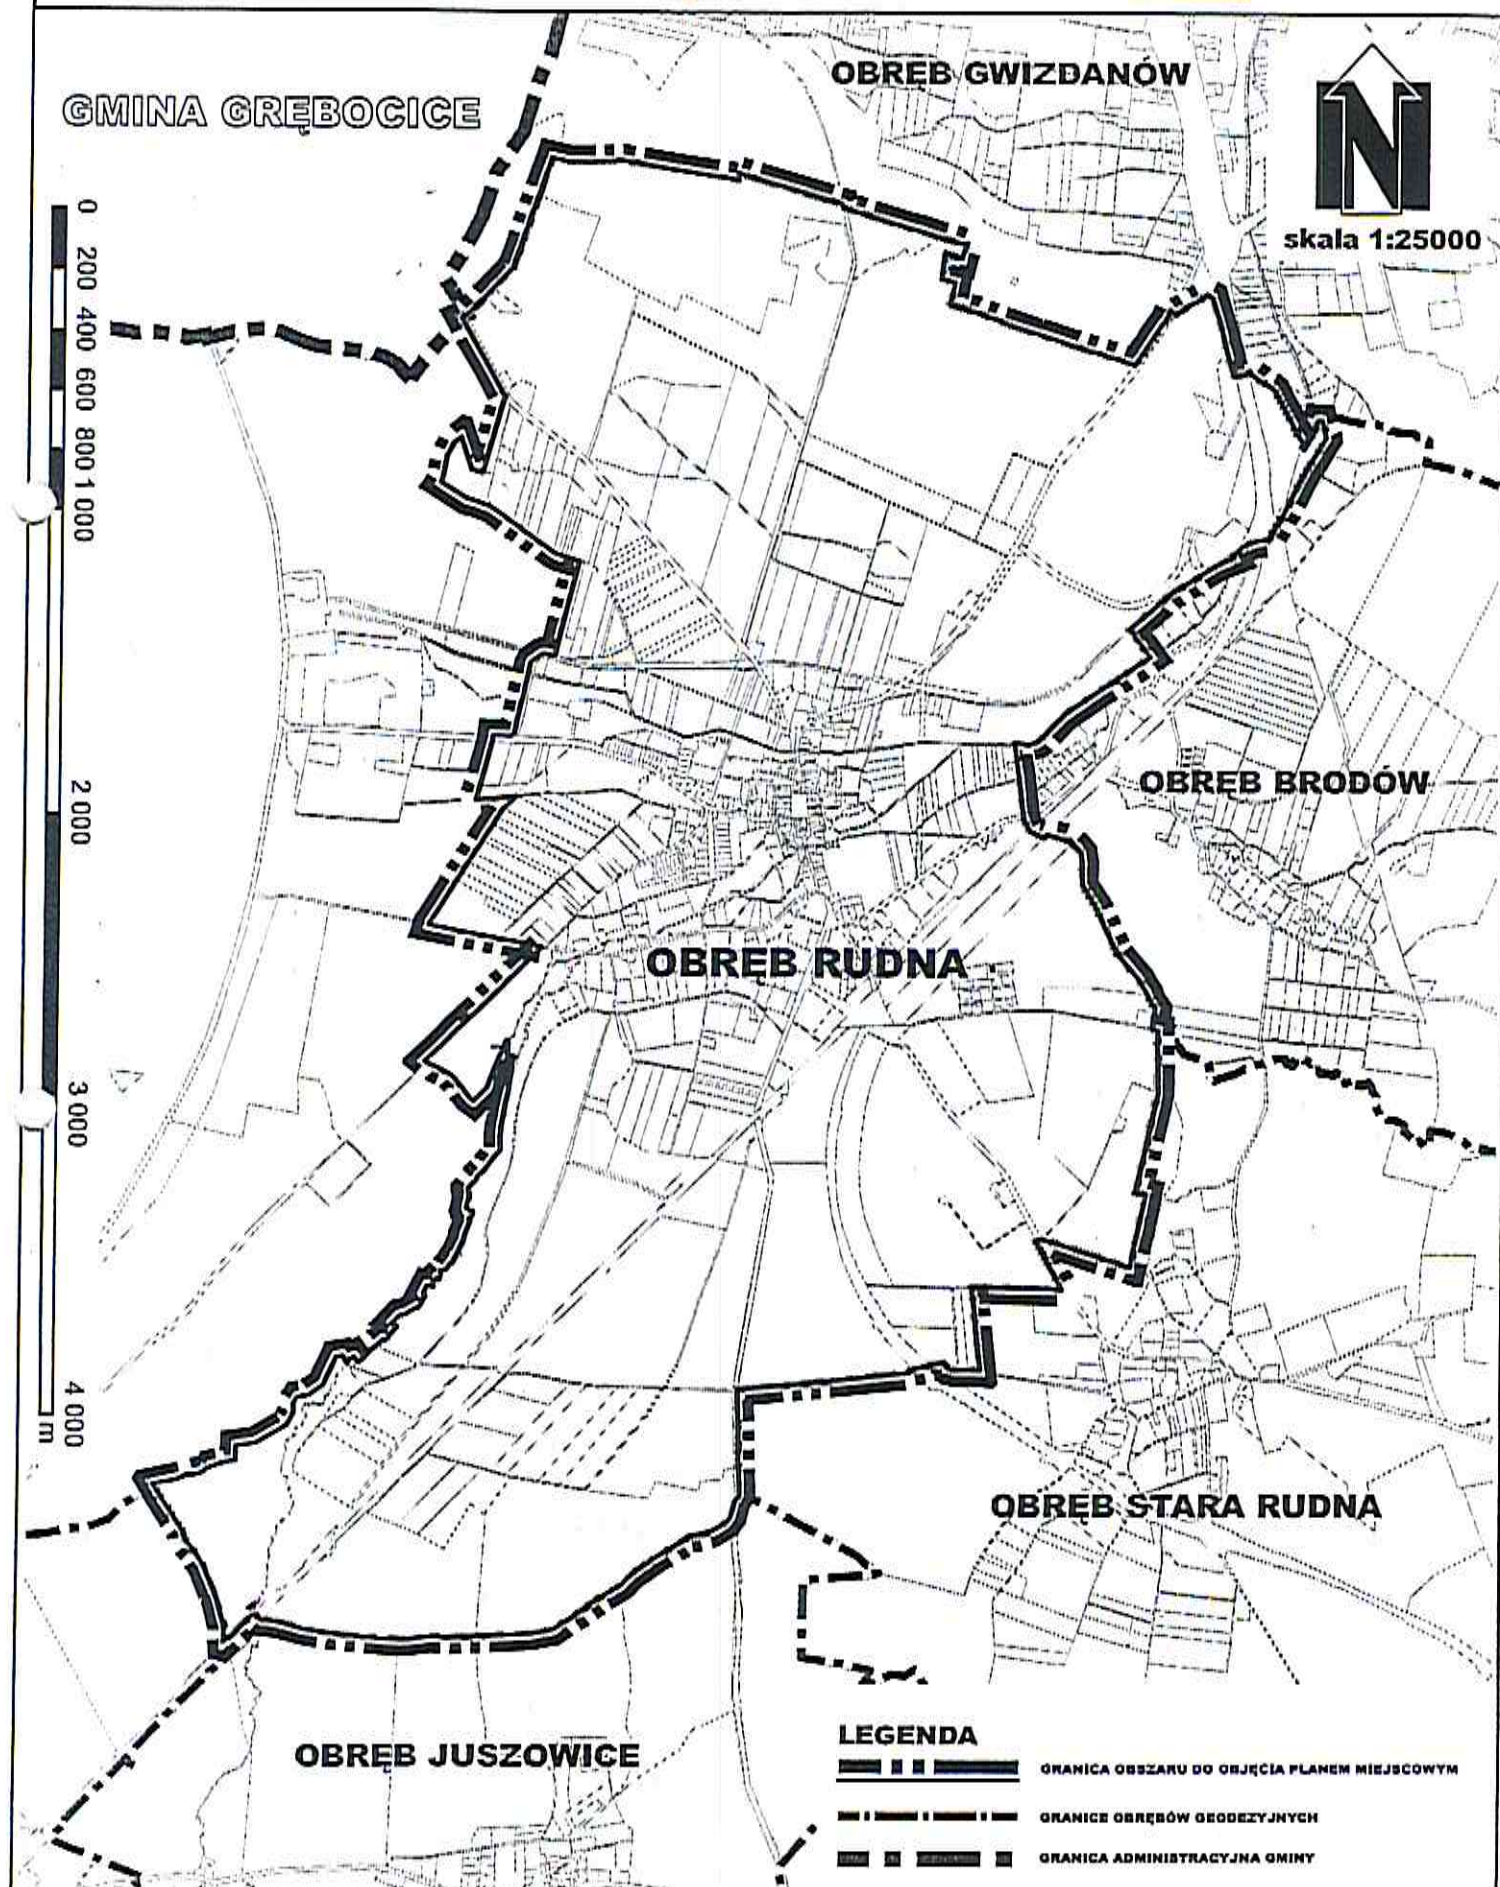 OBRĘB GWIZDANÓW
GMINA GRĘBOCICE
N
skala 1:25000
0
200
400
600
800
1 000
2 000
3 000
4 000
m
OBRĘB BRODÓW
OBRĘB RUDNA
OBRĘB STARA RUDNA
OBRĘB JUSZOWICE
LEGENDA
GRANICA OBSZARU DO OBJĘCIA PLANEM MIEJSCOWYM
GRANICE OBRĘBÓW GEODEZYJNYCH
GRANICA ADMINISTRACYJNA GMINY